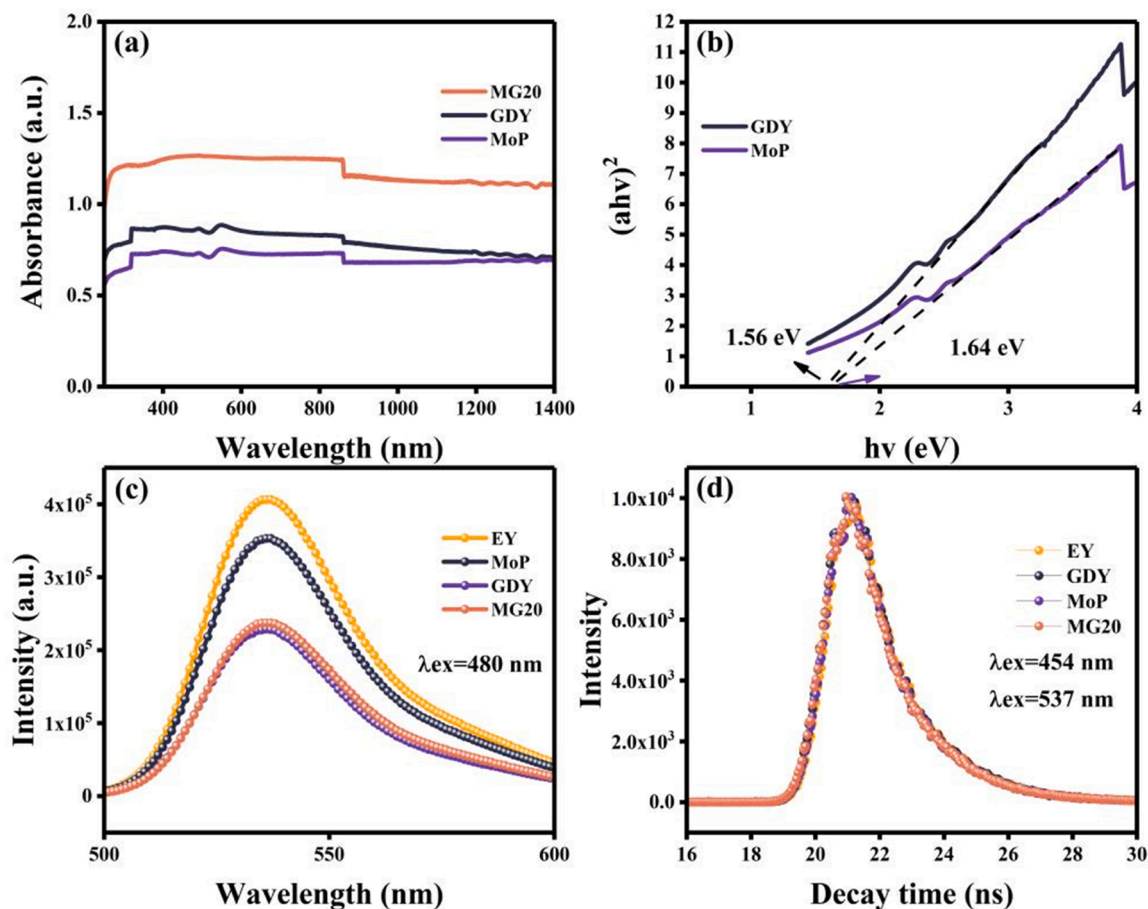 (a)
2.0
1.5
1.0
0.5
0.0
Absorbance (a.u.)
MG20
GDY
MoP
400 600 800 1000 1200 1400
Wavelength (nm)
(b)
12
11
10
9
8
7
6
5
4
3
2
1
0
(ahv)²
GDY
MoP
1.56 eV
1.64 eV
1 2 3 4
hv (eV)
(c)
4x10⁵
3x10⁵
2x10⁵
1x10⁵
0
Intensity (a.u.)
EY
MoP
GDY
MG20
λex=480 nm
500 550 600
Wavelength (nm)
(d)
1.0x10⁴
8.0x10³
6.0x10³
4.0x10³
2.0x10³
0.0
Intensity
EY
GDY
MoP
MG20
λex=454 nm
λex=537 nm
16 18 20 22 24 26 28 30
Decay time (ns)